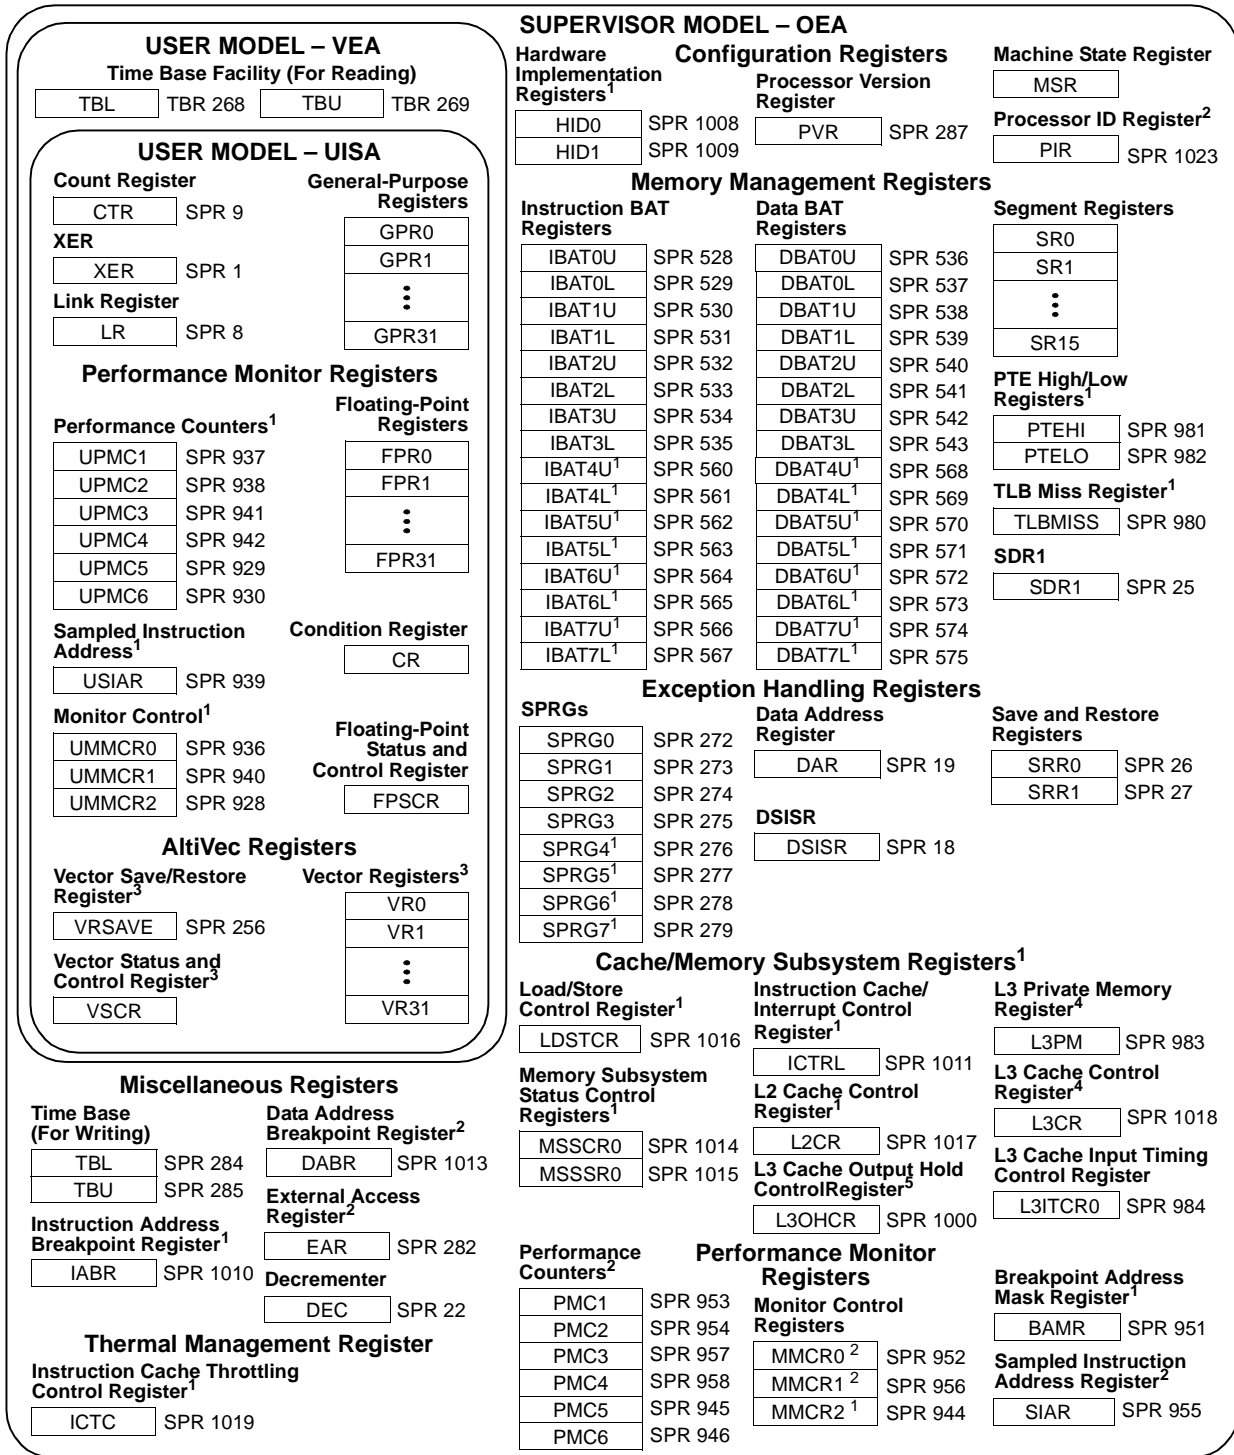 USER MODEL – VEA
Time Base Facility (For Reading)
TBL TBR 268 TBU TBR 269
USER MODEL – UISA
Count Register
CTR SPR 9
XER
XER SPR 1
Link Register
LR SPR 8
General-Purpose
Registers
GPR0
GPR1
GPR31
Performance Monitor Registers
Performance Counters1
UPMC1 SPR 937
UPMC2 SPR 938
UPMC3 SPR 941
UPMC4 SPR 942
UPMC5 SPR 929
UPMC6 SPR 930
Floating-Point
Registers
FPR0
FPR1
FPR31
Sampled Instruction
Address1
USIAR SPR 939
Condition Register
CR
Monitor Control1
UMMCR0 SPR 936
UMMCR1 SPR 940
UMMCR2 SPR 928
Floating-Point
Status and
Control Register
FPSCR
AltiVec Registers
Vector Save/Restore
Register3
VRSAVE SPR 256
Vector Status and
Control Register3
VSCR
Vector Registers3
VR0
VR1
VR31
Miscellaneous Registers
Time Base
(For Writing)
TBL SPR 284
TBU SPR 285
Instruction Address
Breakpoint Register1
IABR SPR 1010
Data Address
Breakpoint Register2
DABR SPR 1013
External Access
Register2
EAR SPR 282
Decrementer
DEC SPR 22
Thermal Management Register
Instruction Cache Throttling
Control Register1
ICTC SPR 1019
SUPERVISOR MODEL – OEA
Configuration Registers
Hardware
Implementation
Registers1
HID0 SPR 1008
HID1 SPR 1009
Processor Version
Register
PVR SPR 287
Machine State Register
MSR
Processor ID Register2
PIR SPR 1023
Memory Management Registers
Instruction BAT
Registers
IBAT0U SPR 528
IBAT0L SPR 529
IBAT1U SPR 530
IBAT1L SPR 531
IBAT2U SPR 532
IBAT2L SPR 533
IBAT3U SPR 534
IBAT3L SPR 535
IBAT4U1 SPR 560
IBAT4L1 SPR 561
IBAT5U1 SPR 562
IBAT5L1 SPR 563
IBAT6U1 SPR 564
IBAT6L1 SPR 565
IBAT7U1 SPR 566
IBAT7L1 SPR 567
Data BAT
Registers
DBAT0U SPR 536
DBAT0L SPR 537
DBAT1U SPR 538
DBAT1L SPR 539
DBAT2U SPR 540
DBAT2L SPR 541
DBAT3U SPR 542
DBAT3L SPR 543
DBAT4U1 SPR 568
DBAT4L1 SPR 569
DBAT5U1 SPR 570
DBAT5L1 SPR 571
DBAT6U1 SPR 572
DBAT6L1 SPR 573
DBAT7U1 SPR 574
DBAT7L1 SPR 575
Segment Registers
SR0
SR1
SR15
PTE High/Low
Registers1
PTEHI SPR 981
PTELO SPR 982
TLB Miss Register1
TLBMISS SPR 980
SDR1
SDR1 SPR 25
Exception Handling Registers
SPRGs
SPRG0 SPR 272
SPRG1 SPR 273
SPRG2 SPR 274
SPRG3 SPR 275
SPRG41 SPR 276
SPRG51 SPR 277
SPRG61 SPR 278
SPRG71 SPR 279
Data Address
Register
DAR SPR 19
DSISR
DSISR SPR 18
Save and Restore
Registers
SRR0 SPR 26
SRR1 SPR 27
Cache/Memory Subsystem Registers1
Load/Store
Control Register1
LDSTCR SPR 1016
Memory Subsystem
Status Control
Registers1
MSSCR0 SPR 1014
MSSSR0 SPR 1015
Instruction Cache/
Interrupt Control
Register1
ICTRL SPR 1011
L2 Cache Control
Register1
L2CR SPR 1017
L3 Cache Output Hold
ControlRegister5
L3OHCR SPR 1000
L3 Private Memory
Register4
L3PM SPR 983
L3 Cache Control
Register4
L3CR SPR 1018
L3 Cache Input Timing
Control Register
L3ITCR0 SPR 984
Performance Monitor
Registers
Performance
Counters2
PMC1 SPR 953
PMC2 SPR 954
PMC3 SPR 957
PMC4 SPR 958
PMC5 SPR 945
PMC6 SPR 946
Monitor Control
Registers
MMCR0 2 SPR 952
MMCR1 2 SPR 956
MMCR2 1 SPR 944
Breakpoint Address
Mask Register1
BAMR SPR 951
Sampled Instruction
Address Register2
SIAR SPR 955